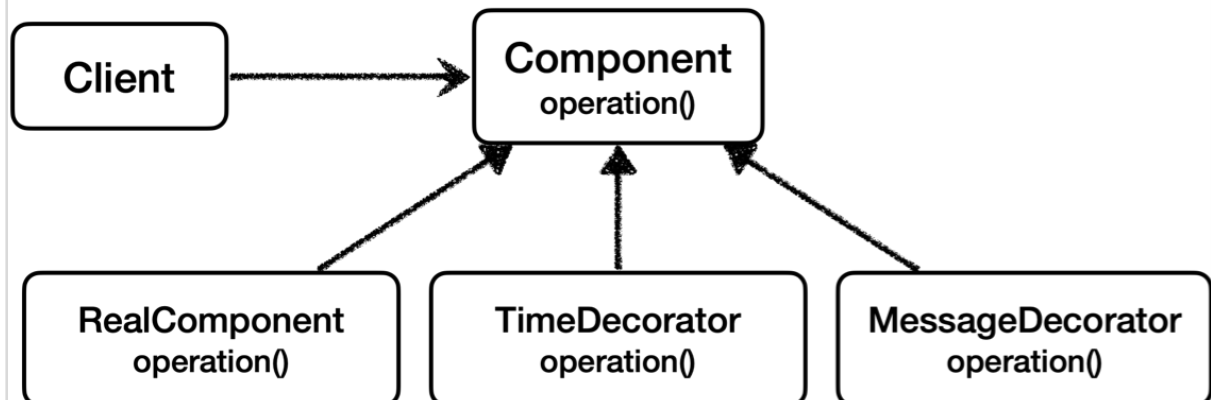 Client
Component
operation()
RealComponent
operation()
TimeDecorator
operation()
MessageDecorator
operation()